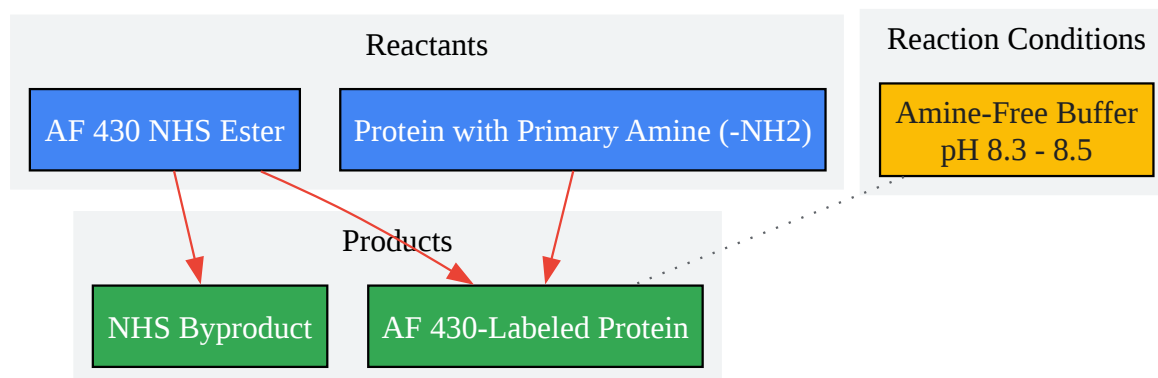 Reactants
Reaction Conditions
AF 430 NHS Ester
Protein with Primary Amine (-NH2)
Amine-Free Buffer
pH 8.3 - 8.5
Products
NHS Byproduct
AF 430-Labeled Protein